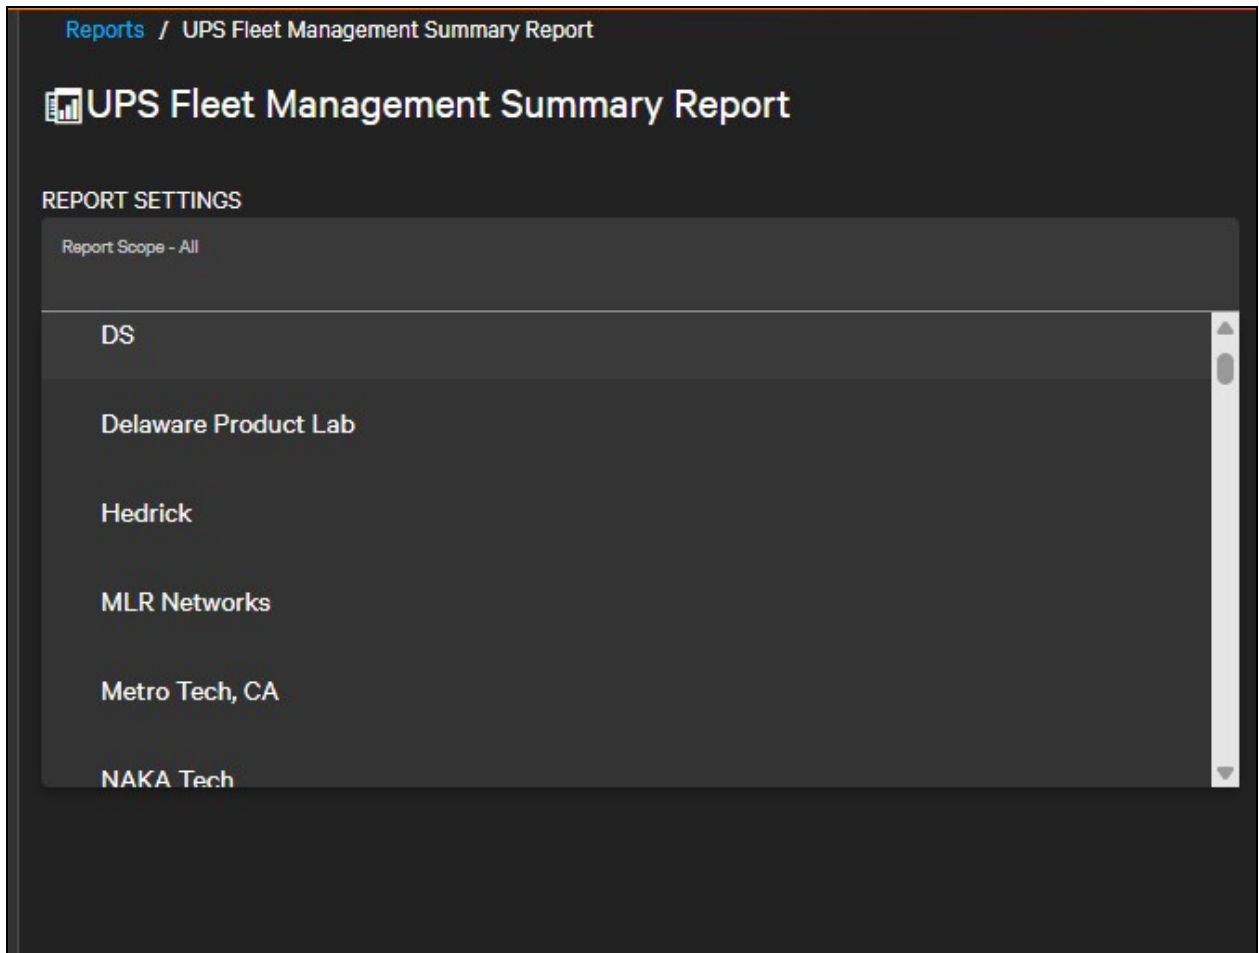 Reports / UPS Fleet Management Summary Report
UPS Fleet Management Summary Report
REPORT SETTINGS
Report Scope - All
DS
Delaware Product Lab
Hedrick
MLR Networks
Metro Tech, CA
NAKA Tech